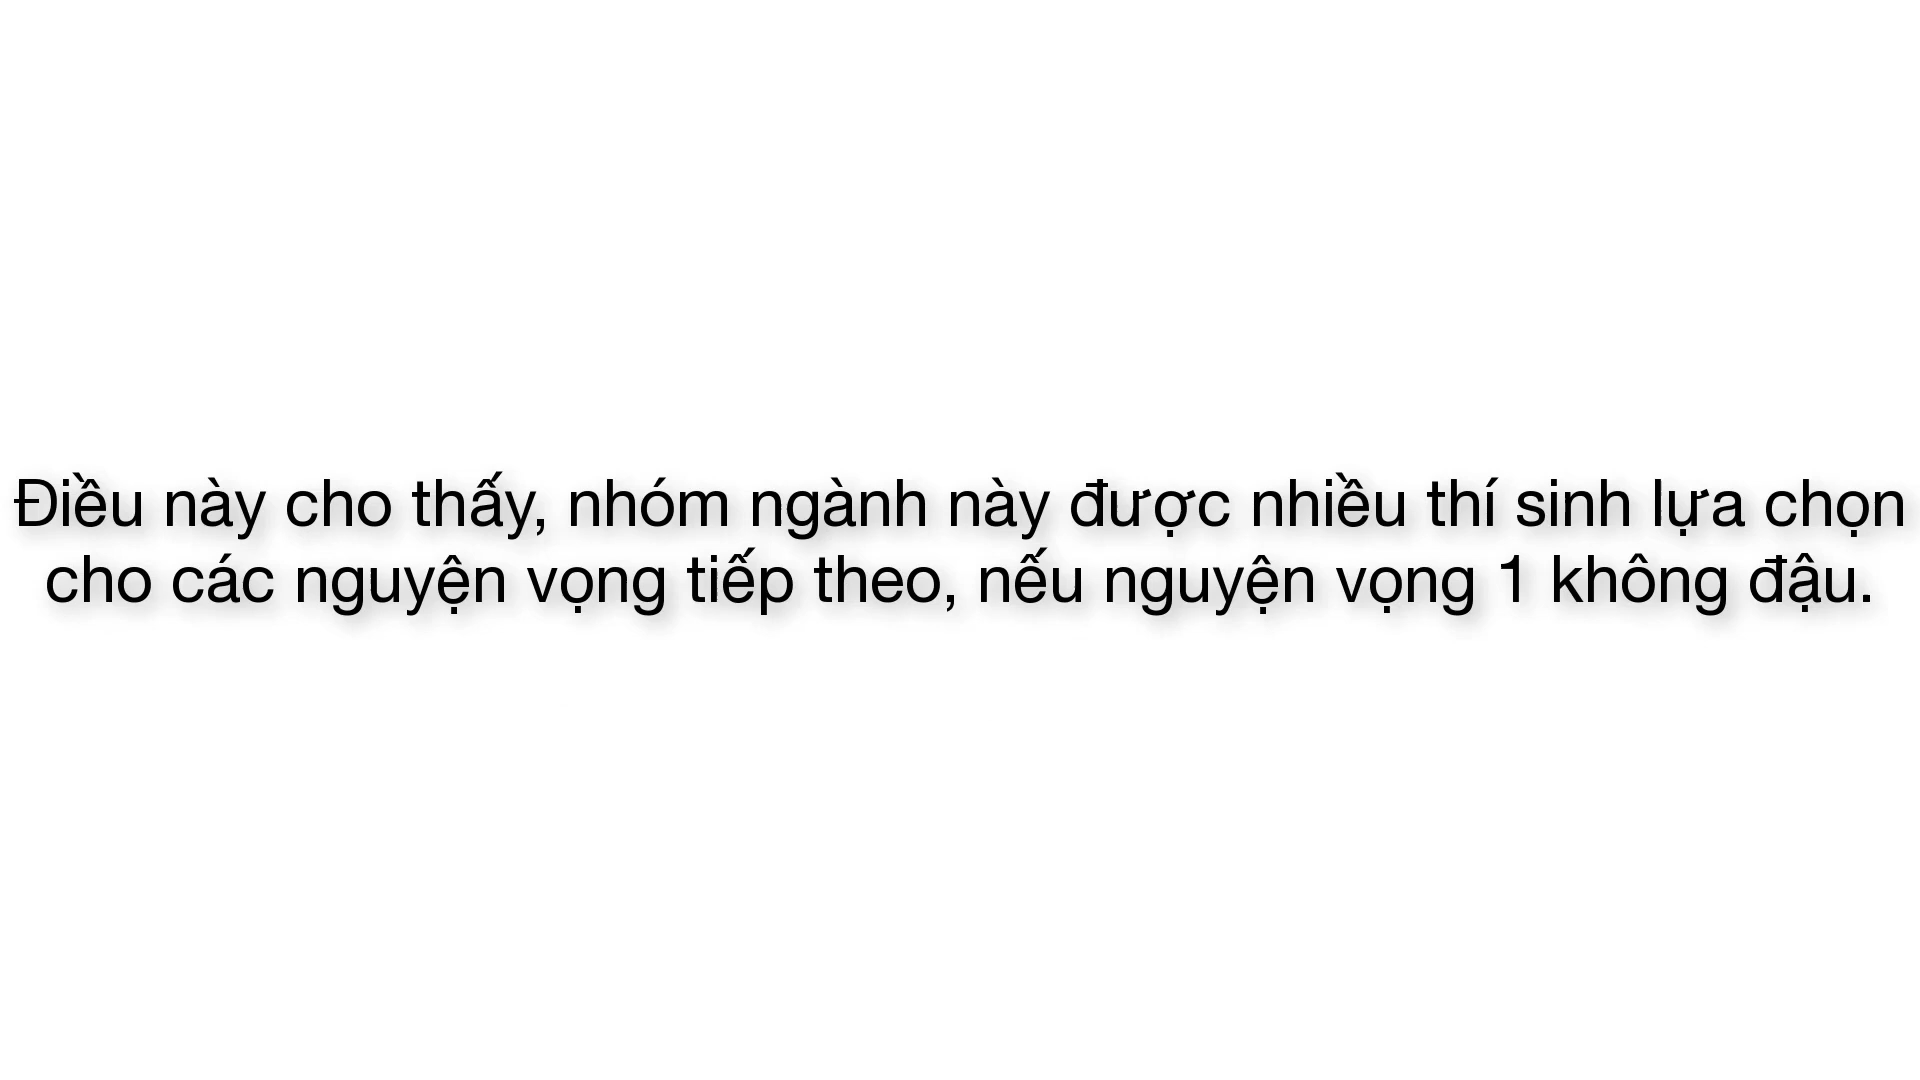 Điều này cho thấy, nhóm ngành này được nhiều thí sinh lựa chọn
cho các nguyện vọng tiếp theo, nếu nguyện vọng 1 không đậu.